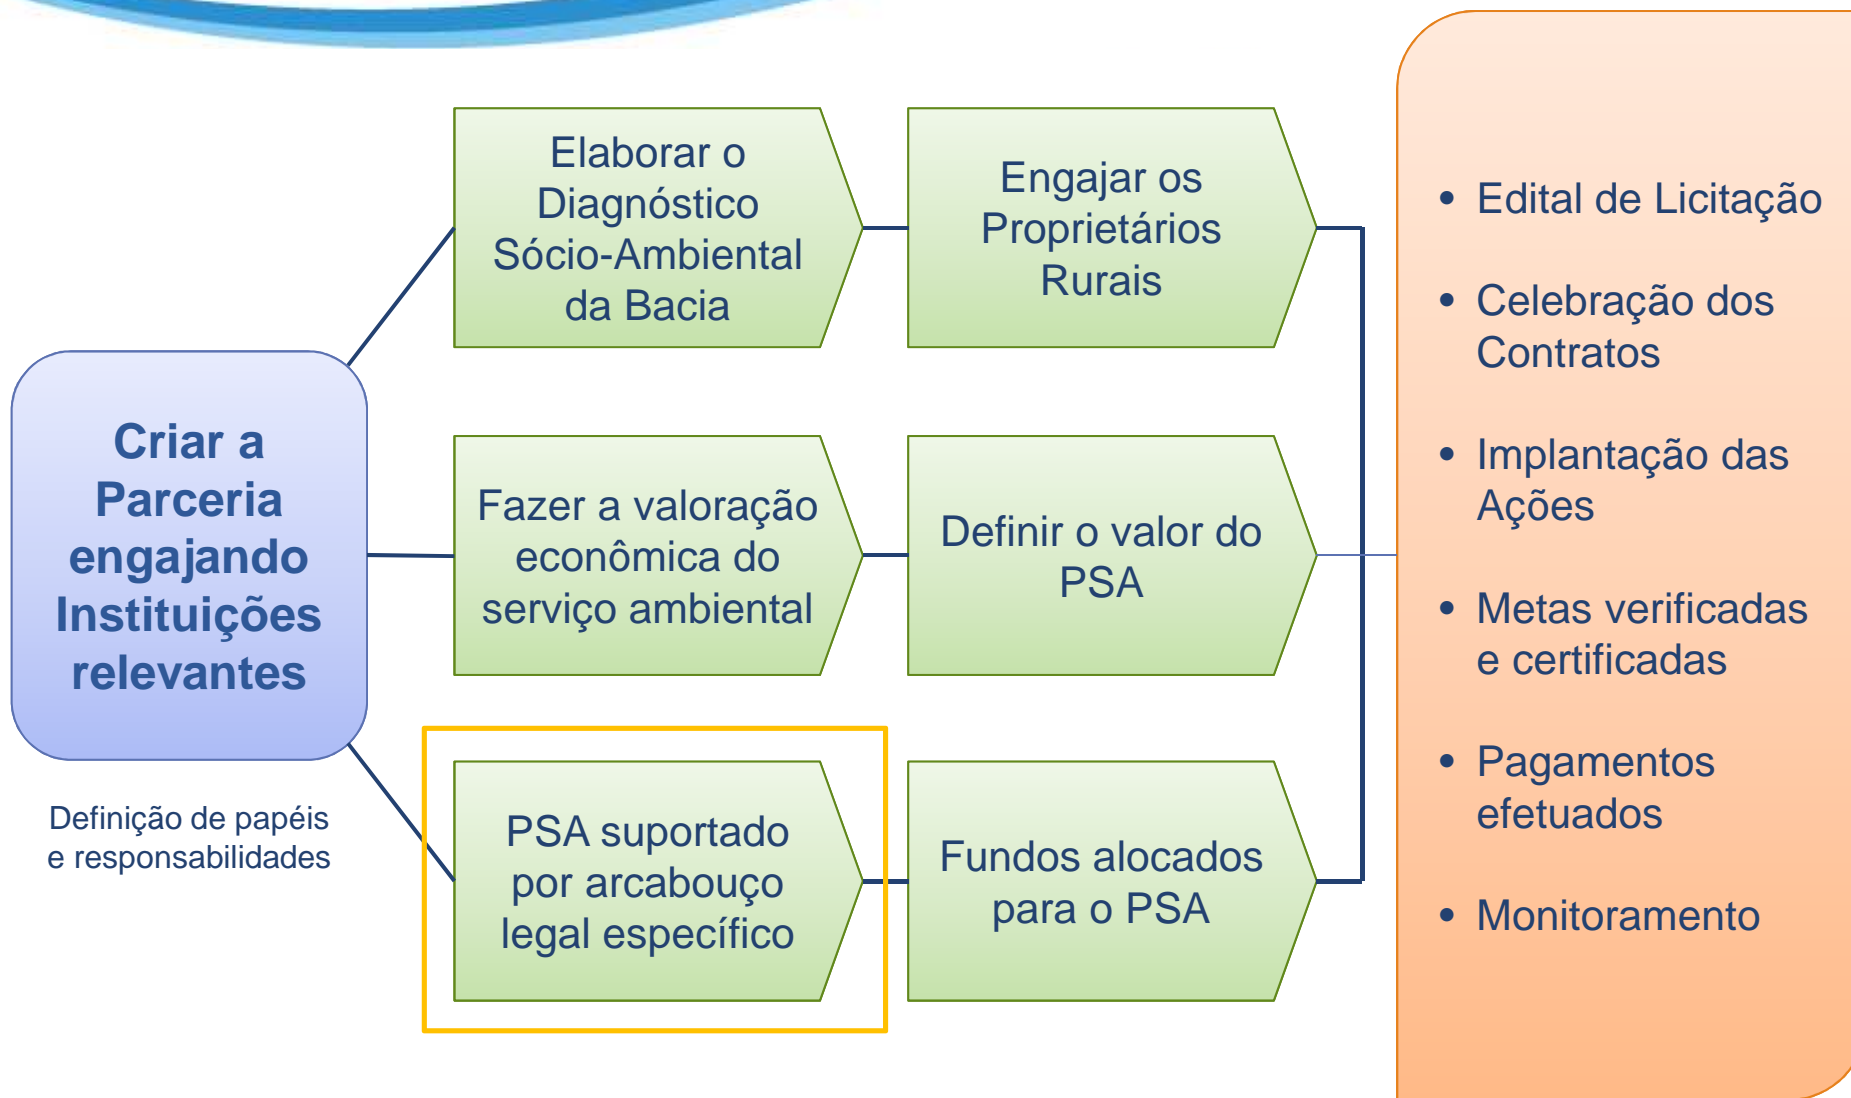 Criar a
Parceria
engajando
Instituições
relevantes
Definição de papéis
e responsabilidades
Elaborar o
Diagnóstico
Sócio-Ambiental
da Bacia
Engajar os
Proprietários
Rurais
Fazer a valoração
econômica do
serviço ambiental
Definir o valor do
PSA
PSA suportado
por arcabouço
legal específico
Fundos alocados
para o PSA
• Edital de Licitação
• Celebração dos
Contratos
• Implantação das
Ações
• Metas verificadas
e certificadas
• Pagamentos
efetuados
• Monitoramento